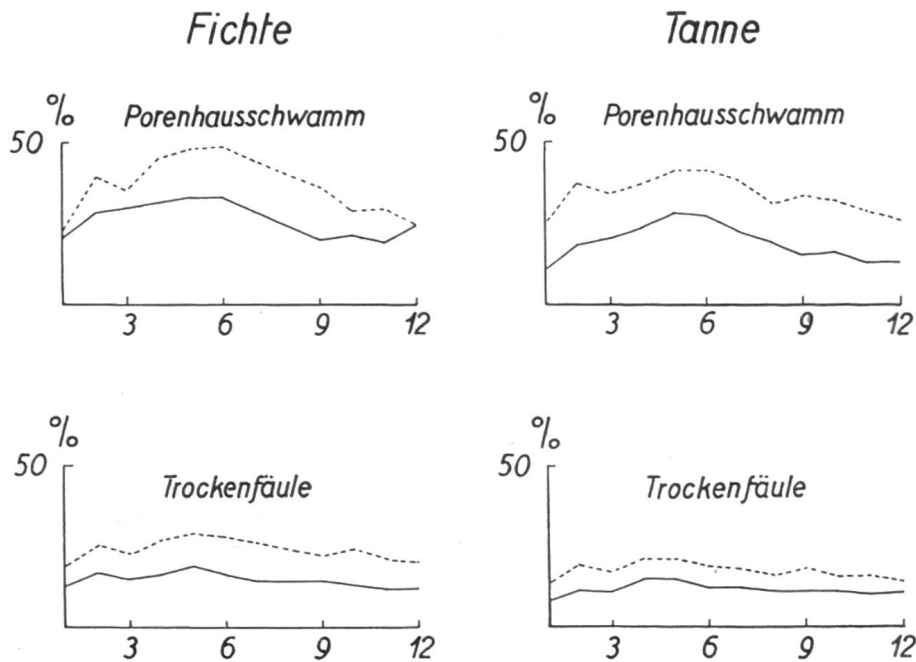 Fichte
Tanne
%
50
Porenhausschwamm
3 6 9 12
%
50
Porenhausschwamm
3 6 9 12
%
50
Trockenfäule
3 6 9 12
%
50
Trockenfäule
3 6 9 12